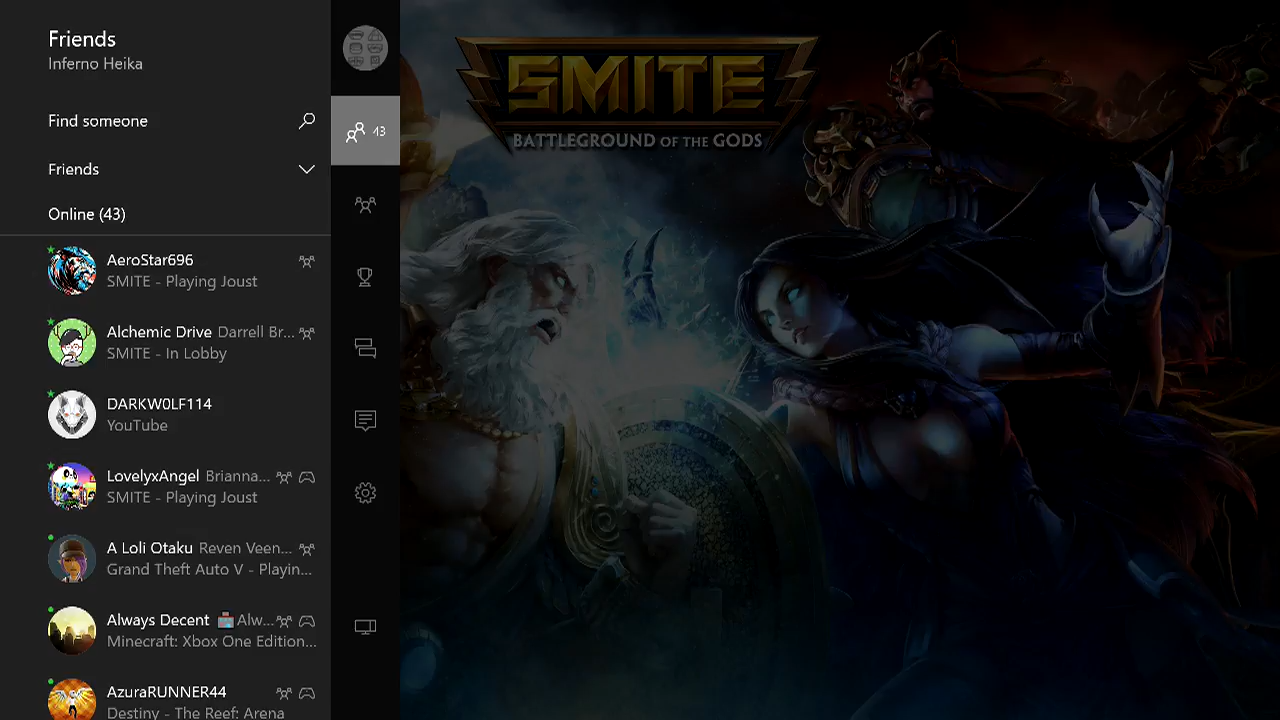 Friends
Inferno Heika
Find someone
Friends
Online (43)
AeroStar696
SMITE - Playing Joust
Alchemic Drive Darrell Br...
SMITE - In Lobby
DARKW0LF114
YouTube
LovelyxAngel Brianna...
SMITE - Playing Joust
A Loli Otaku Reven Veen...
Grand Theft Auto V - Playin...
Always Decent Alw...
Minecraft: Xbox One Edition...
AzuraRUNNER44
Destiny - The Reef: Arena
43
SMITE
BATTLEGROUND OF THE GODS